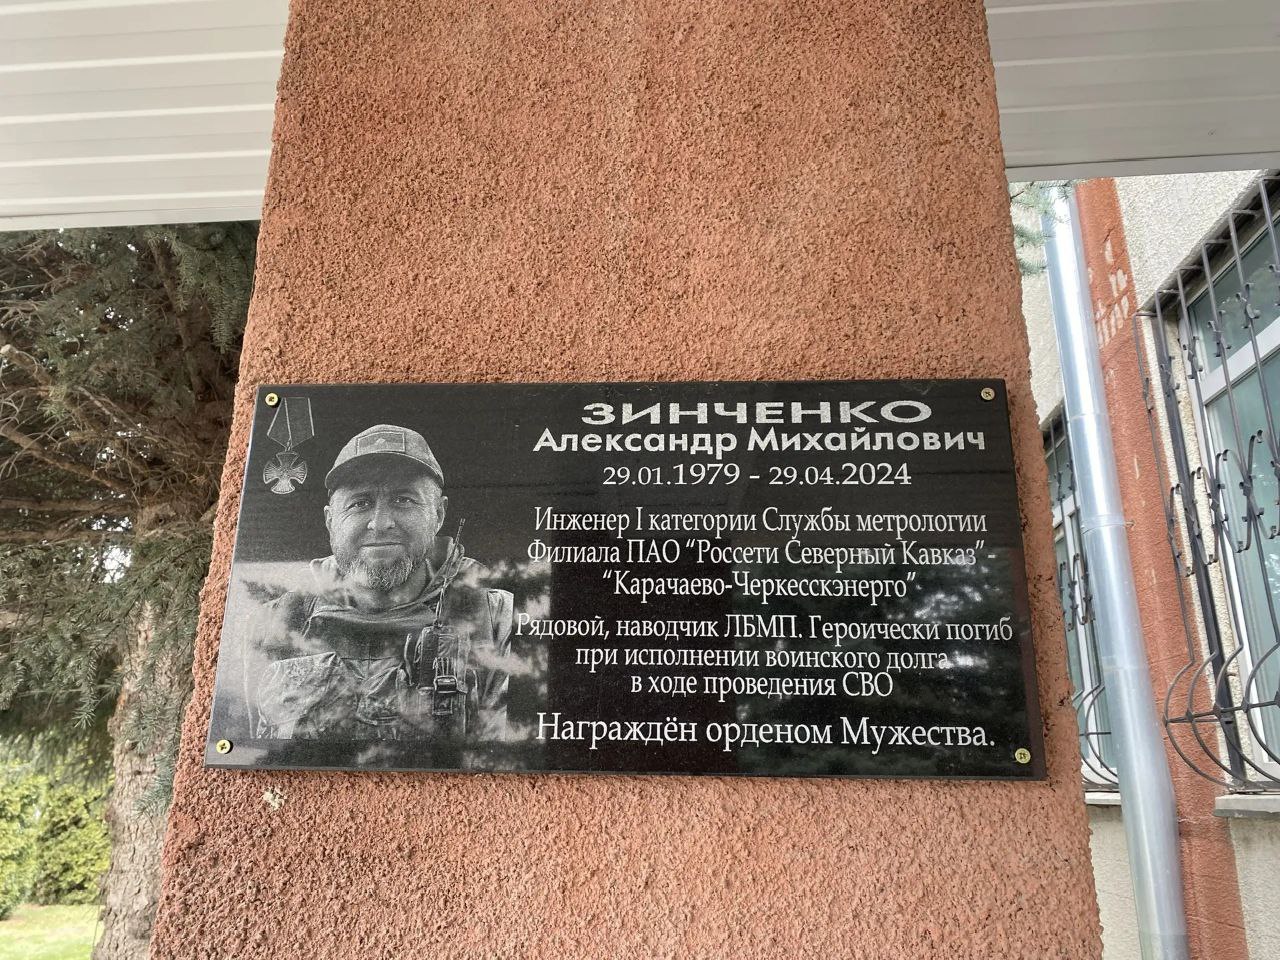 ЗИНЧЕНКО
Александр Михайлович
29.01.1979 - 29.04.2024
Инженер I категории Службы метрологии
Филиала ПАО "Россети Северный Кавказ"-
"Карачаево-Черкесскэнерго"
Рядовой, наводчик ЛБМП. Героически погиб
при исполнении воинского долга
в ходе проведения СВО
Награждён орденом Мужества.